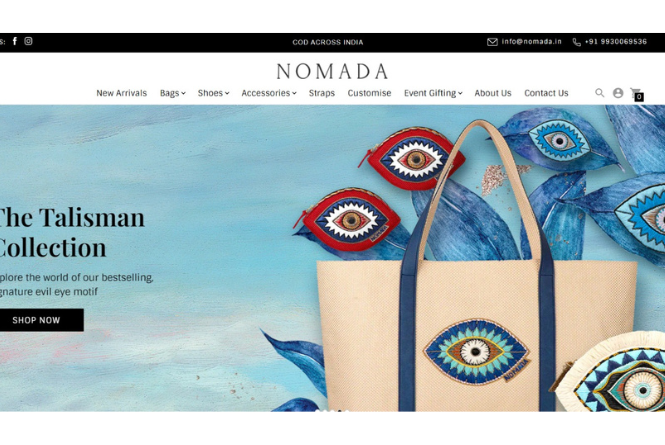 S:
COD ACROSS INDIA
info@nomada.in
+91 9930069536
NOMADA
New Arrivals Bags Shoes Accessories Straps Customise Event Gifting About Us Contact Us
0
The Talisman
Collection
plore the world of our bestselling,
gnature evil eye motif
SHOP NOW
NOMADA